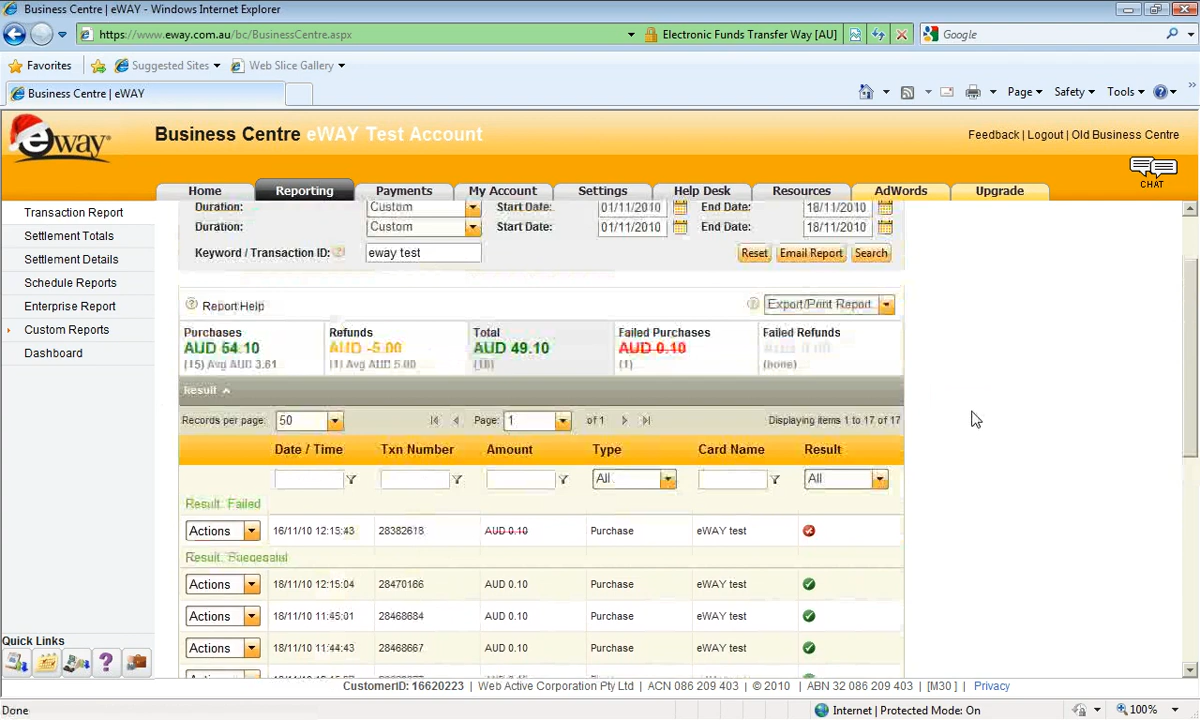 Business Centre | eWAY - Windows Internet Explorer
https://www.eway.com.au/bc/BusinessCentre.aspx
Electronic Funds Transfer Way [AU]
Google
Favorites
Suggested Sites
Web Slice Gallery
Business Centre | eWAY
Page
Safety
Tools
eway
Business Centre eWAY Test Account
Feedback | Logout | Old Business Centre
CHAT
Home
Reporting
Payments
My Account
Settings
Help Desk
Resources
AdWords
Upgrade
Transaction Report
Settlement Totals
Settlement Details
Schedule Reports
Enterprise Report
Custom Reports
Dashboard
Duration: Custom Start Date: 01/11/2010 End Date: 18/11/2010
Duration: Custom Start Date: 01/11/2010 End Date: 18/11/2010
Keyword / Transaction ID: eway test
Reset Email Report Search
Report Help
Export/Print Report
Purchases Refunds Total Failed Purchases Failed Refunds
AUD 54.10 AUD -5.00 AUD 49.10 AUD 0.10 AUD 0.00
(15) Avg AUD 3.61 (1) Avg AUD 5.00 (1) (none)
Result
Records per page: 50 Page: 1 of 1 Displaying items 1 to 17 of 17
Date / Time Txn Number Amount Type Card Name Result
All All
Result: Failed
Actions 16/11/10 12:15:43 28382618 AUD 0.10 Purchase eWAY test
Result: Successful
Actions 18/11/10 12:15:04 28470166 AUD 0.10 Purchase eWAY test
Actions 18/11/10 11:45:01 28468684 AUD 0.10 Purchase eWAY test
Actions 18/11/10 11:44:43 28468667 AUD 0.10 Purchase eWAY test
Quick Links
CustomerID: 16620223 | Web Active Corporation Pty Ltd | ACN 086 209 403 | © 2010 | ABN 32 086 209 403 | [M30] | Privacy
Done
Internet | Protected Mode: On
100%